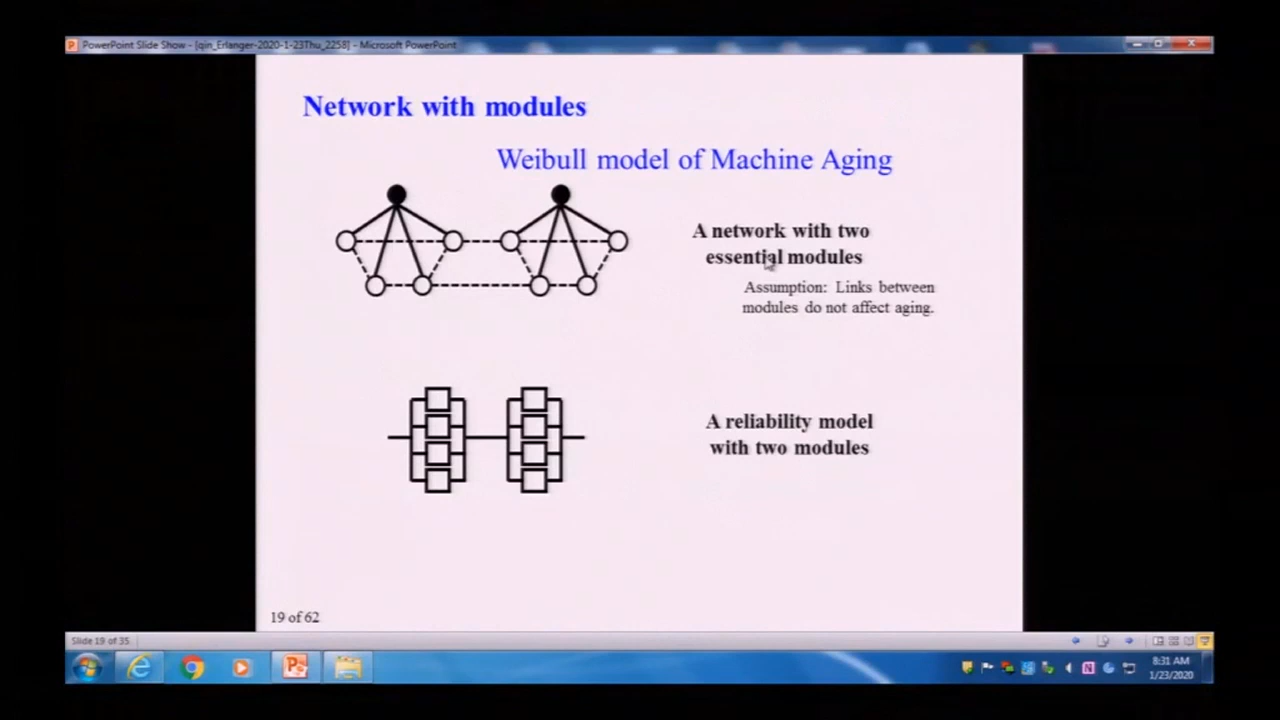 PowerPoint Slide Show - [qin_Erlanger-2020-1-23Thu_2258] - Microsoft PowerPoint
Network with modules
Weibull model of Machine Aging
A network with two
essential modules
Assumption: Links between
modules do not affect aging.
A reliability model
with two modules
19 of 62
Slide 19 of 35
8:31 AM
1/23/2020